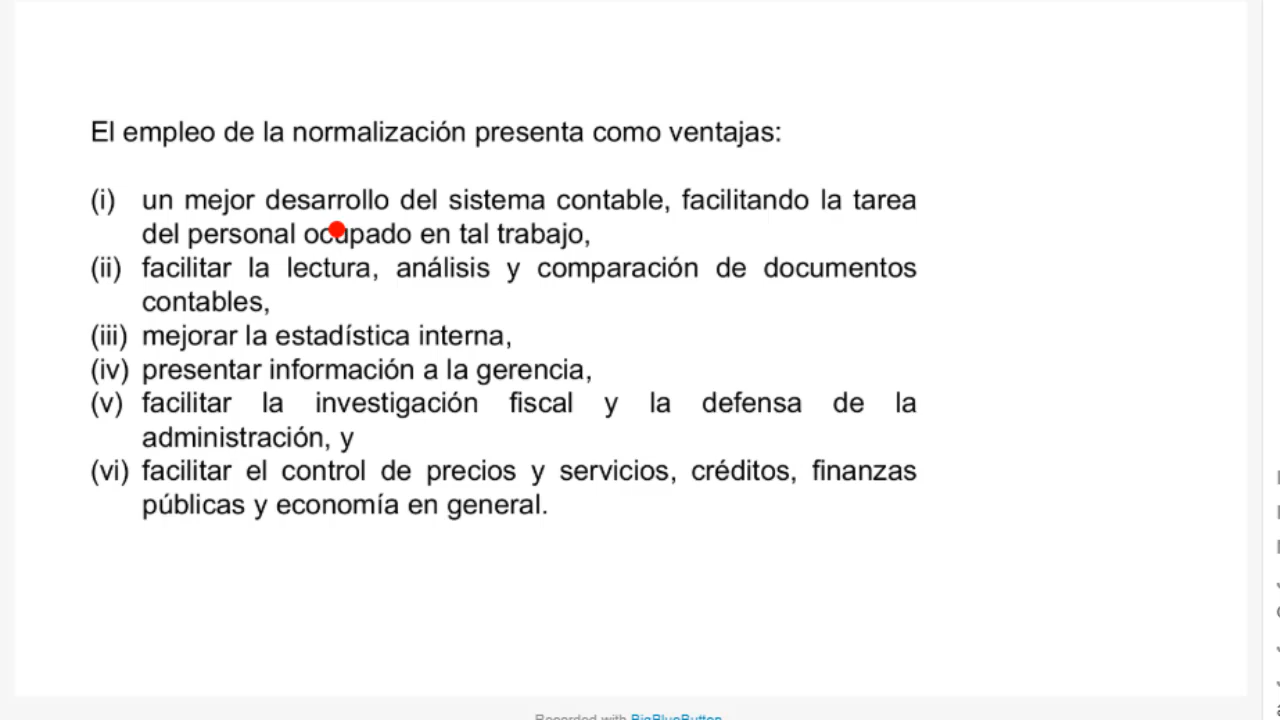 El empleo de la normalización presenta como ventajas:
(i) un mejor desarrollo del sistema contable, facilitando la tarea
del personal ocupado en tal trabajo,
(ii) facilitar la lectura, análisis y comparación de documentos
contables,
(iii) mejorar la estadística interna,
(iv) presentar información a la gerencia,
(v) facilitar la investigación fiscal y la defensa de la
administración, y
(vi) facilitar el control de precios y servicios, créditos, finanzas
públicas y economía en general.
Recorded with BigBlueButton